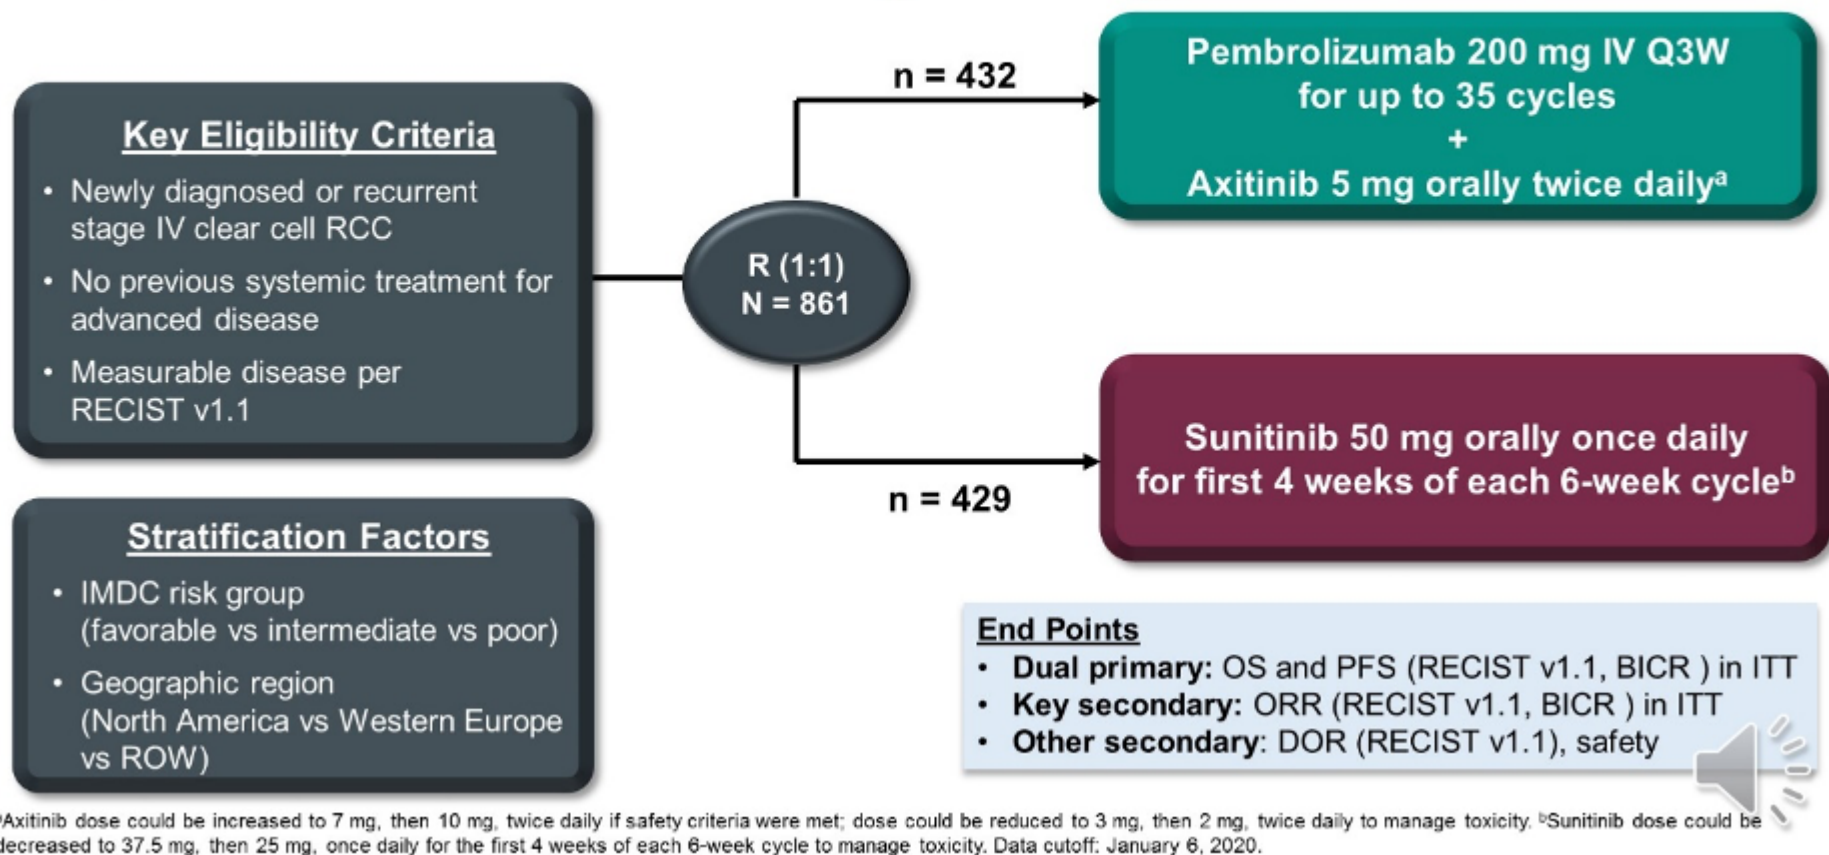 Key Eligibility Criteria
• Newly diagnosed or recurrent
stage IV clear cell RCC
• No previous systemic treatment for
advanced disease
• Measurable disease per
RECIST v1.1
Stratification Factors
• IMDC risk group
(favorable vs intermediate vs poor)
• Geographic region
(North America vs Western Europe
vs ROW)
R (1:1)
N = 861
n = 432
Pembrolizumab 200 mg IV Q3W
for up to 35 cycles
+
Axitinib 5 mg orally twice dailyᵃ
n = 429
Sunitinib 50 mg orally once daily
for first 4 weeks of each 6-week cycleᵇ
End Points
• Dual primary: OS and PFS (RECIST v1.1, BICR ) in ITT
• Key secondary: ORR (RECIST v1.1, BICR ) in ITT
• Other secondary: DOR (RECIST v1.1), safety
ᵃAxitinib dose could be increased to 7 mg, then 10 mg, twice daily if safety criteria were met; dose could be reduced to 3 mg, then 2 mg, twice daily to manage toxicity. ᵇSunitinib dose could be
decreased to 37.5 mg, then 25 mg, once daily for the first 4 weeks of each 6-week cycle to manage toxicity. Data cutoff: January 6, 2020.